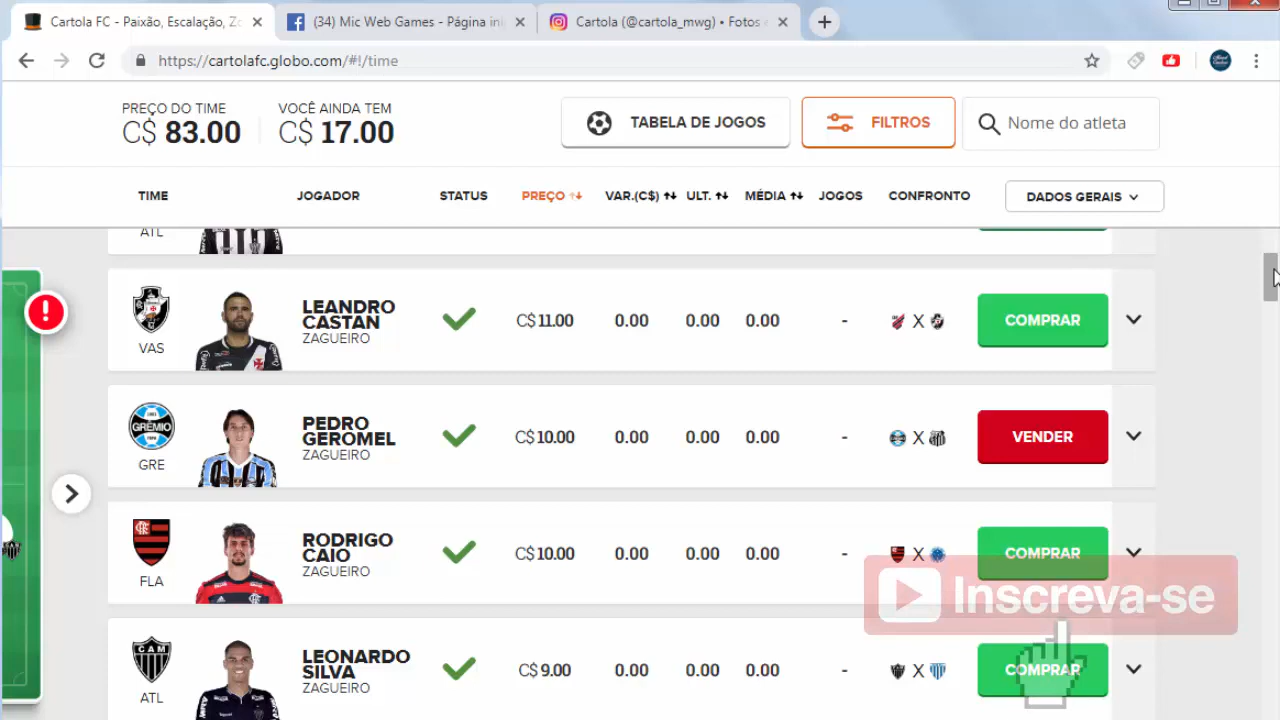 Cartola FC - Paixão, Escalação, Zo
(34) Mic Web Games - Página ini
Cartola (@cartola_mwg) • Fotos e
https://cartolafc.globo.com/#!/time
PREÇO DO TIME
C$ 83.00
VOCÊ AINDA TEM
C$ 17.00
TABELA DE JOGOS
FILTROS
Nome do atleta
TIME JOGADOR STATUS PREÇO VAR.(C$) ULT. MÉDIA JOGOS CONFRONTO DADOS GERAIS
ATL
VAS
LEANDRO
CASTAN
ZAGUEIRO
C$ 11.00 0.00 0.00 0.00 - X COMPRAR
GRÊMIO
GRE
PEDRO
GEROMEL
ZAGUEIRO
C$ 10.00 0.00 0.00 0.00 - X VENDER
FLA
RODRIGO
CAIO
ZAGUEIRO
C$ 10.00 0.00 0.00 0.00 - X COMPRAR
Inscreva-se
CAM
ATL
LEONARDO
SILVA
ZAGUEIRO
C$ 9.00 0.00 0.00 0.00 - X COMPRAR